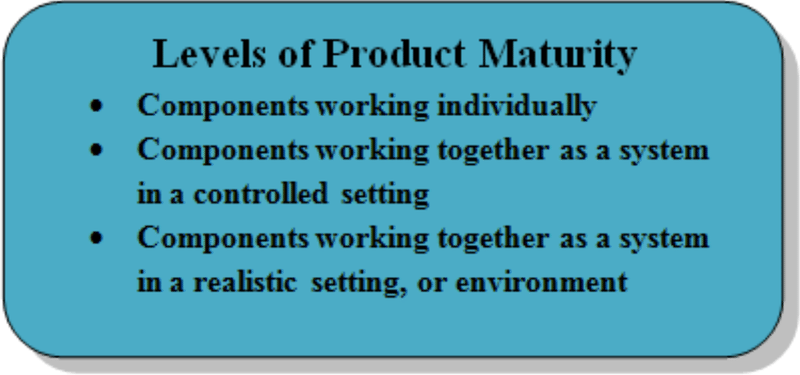 Levels of Product Maturity
• Components working individually
• Components working together as a system
in a controlled setting
• Components working together as a system
in a realistic setting, or environment